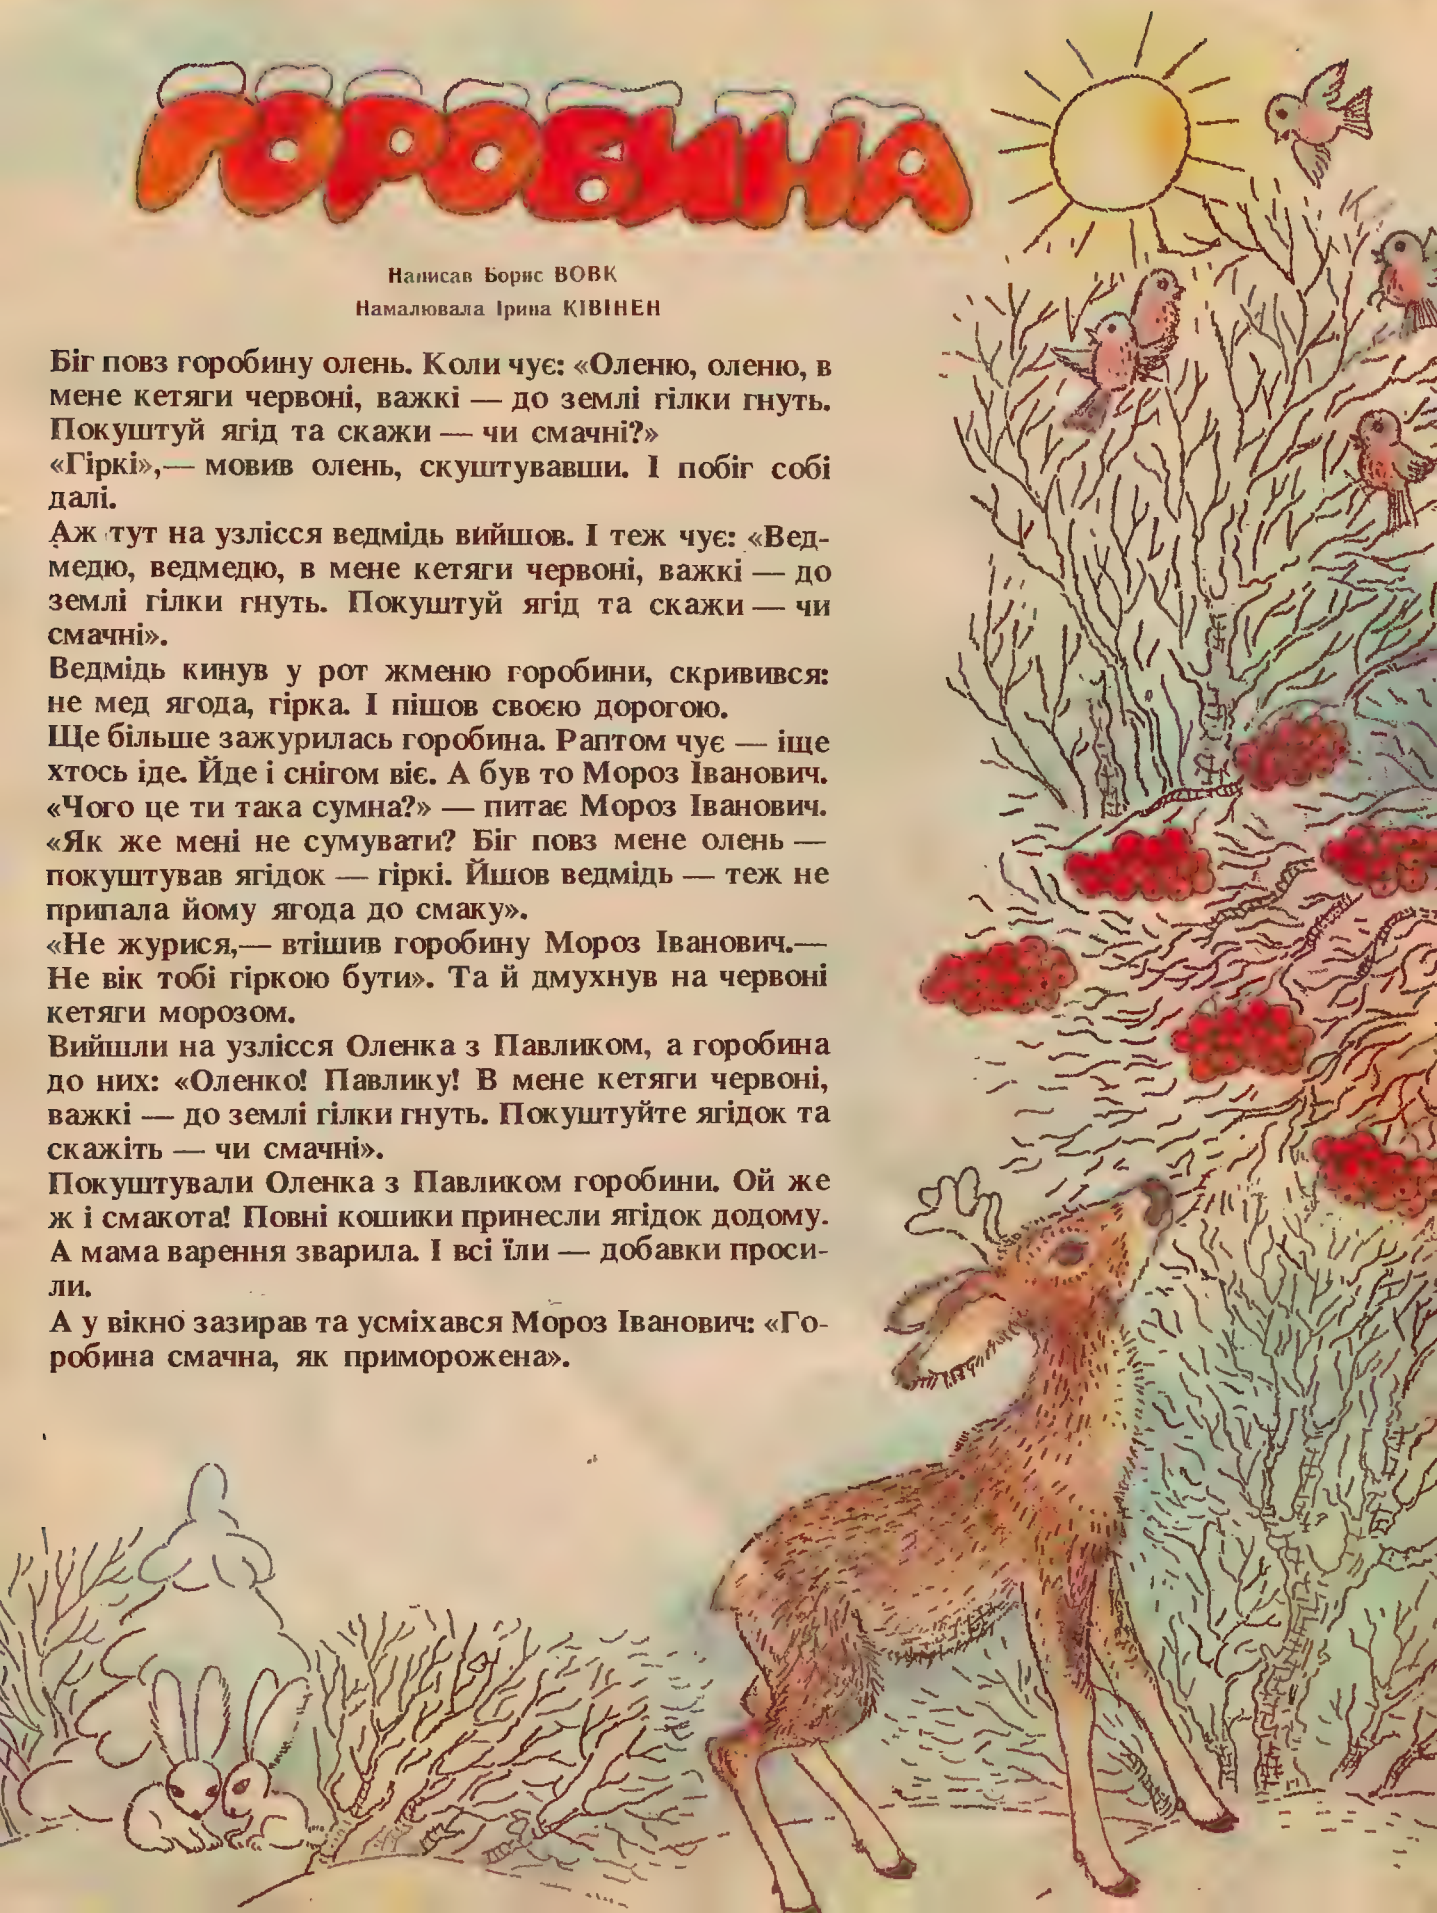 ГОРОБИНА
Написав Борис ВОВК
Намалювала Ірина КІВІНЕН
Біг повз горобину олень. Коли чує: «Оленю, оленю, в
мене кетяги червоні, важкі — до землі гілки гнуть.
Покуштуй ягід та скажи — чи смачні?»
«Гіркі»,— мовив олень, скуштувавши. І побіг собі
далі.
Аж тут на узлісся ведмідь вийшов. І теж чує: «Вед-
медю, ведмедю, в мене кетяги червоні, важкі — до
землі гілки гнуть. Покуштуй ягід та скажи — чи
смачні».
Ведмідь кинув у рот жменю горобини, скривився:
не мед ягода, гірка. І пішов своєю дорогою.
Ще більше зажурилась горобина. Раптом чує — іще
хтось іде. Йде і снігом віє. А був то Мороз Іванович.
«Чого це ти така сумна?» — питає Мороз Іванович.
«Як же мені не сумувати? Біг повз мене олень —
покуштував ягідок — гіркі. Йшов ведмідь — теж не
припала йому ягода до смаку».
«Не журися,— втішив горобину Мороз Іванович.—
Не вік тобі гіркою бути». Та й дмухнув на червоні
кетяги морозом.
Вийшли на узлісся Оленка з Павликом, а горобина
до них: «Оленко! Павлику! В мене кетяги червоні,
важкі — до землі гілки гнуть. Покуштуйте ягідок та
скажіть — чи смачні».
Покуштували Оленка з Павликом горобини. Ой же
ж і смакота! Повні кошики принесли ягідок додому.
А мама варення зварила. І всі їли — добавки проси-
ли.
А у вікно зазирав та усміхався Мороз Іванович: «Го-
робина смачна, як приморожена».